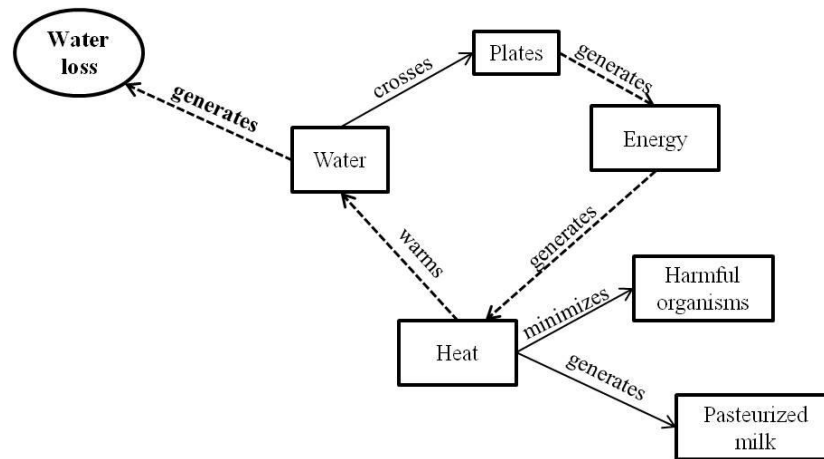 Water
loss
generates
crosses
Plates
generates
Energy
Water
generates
warms
Harmful
organisms
minimizes
Heat
generates
Pasteurized
milk